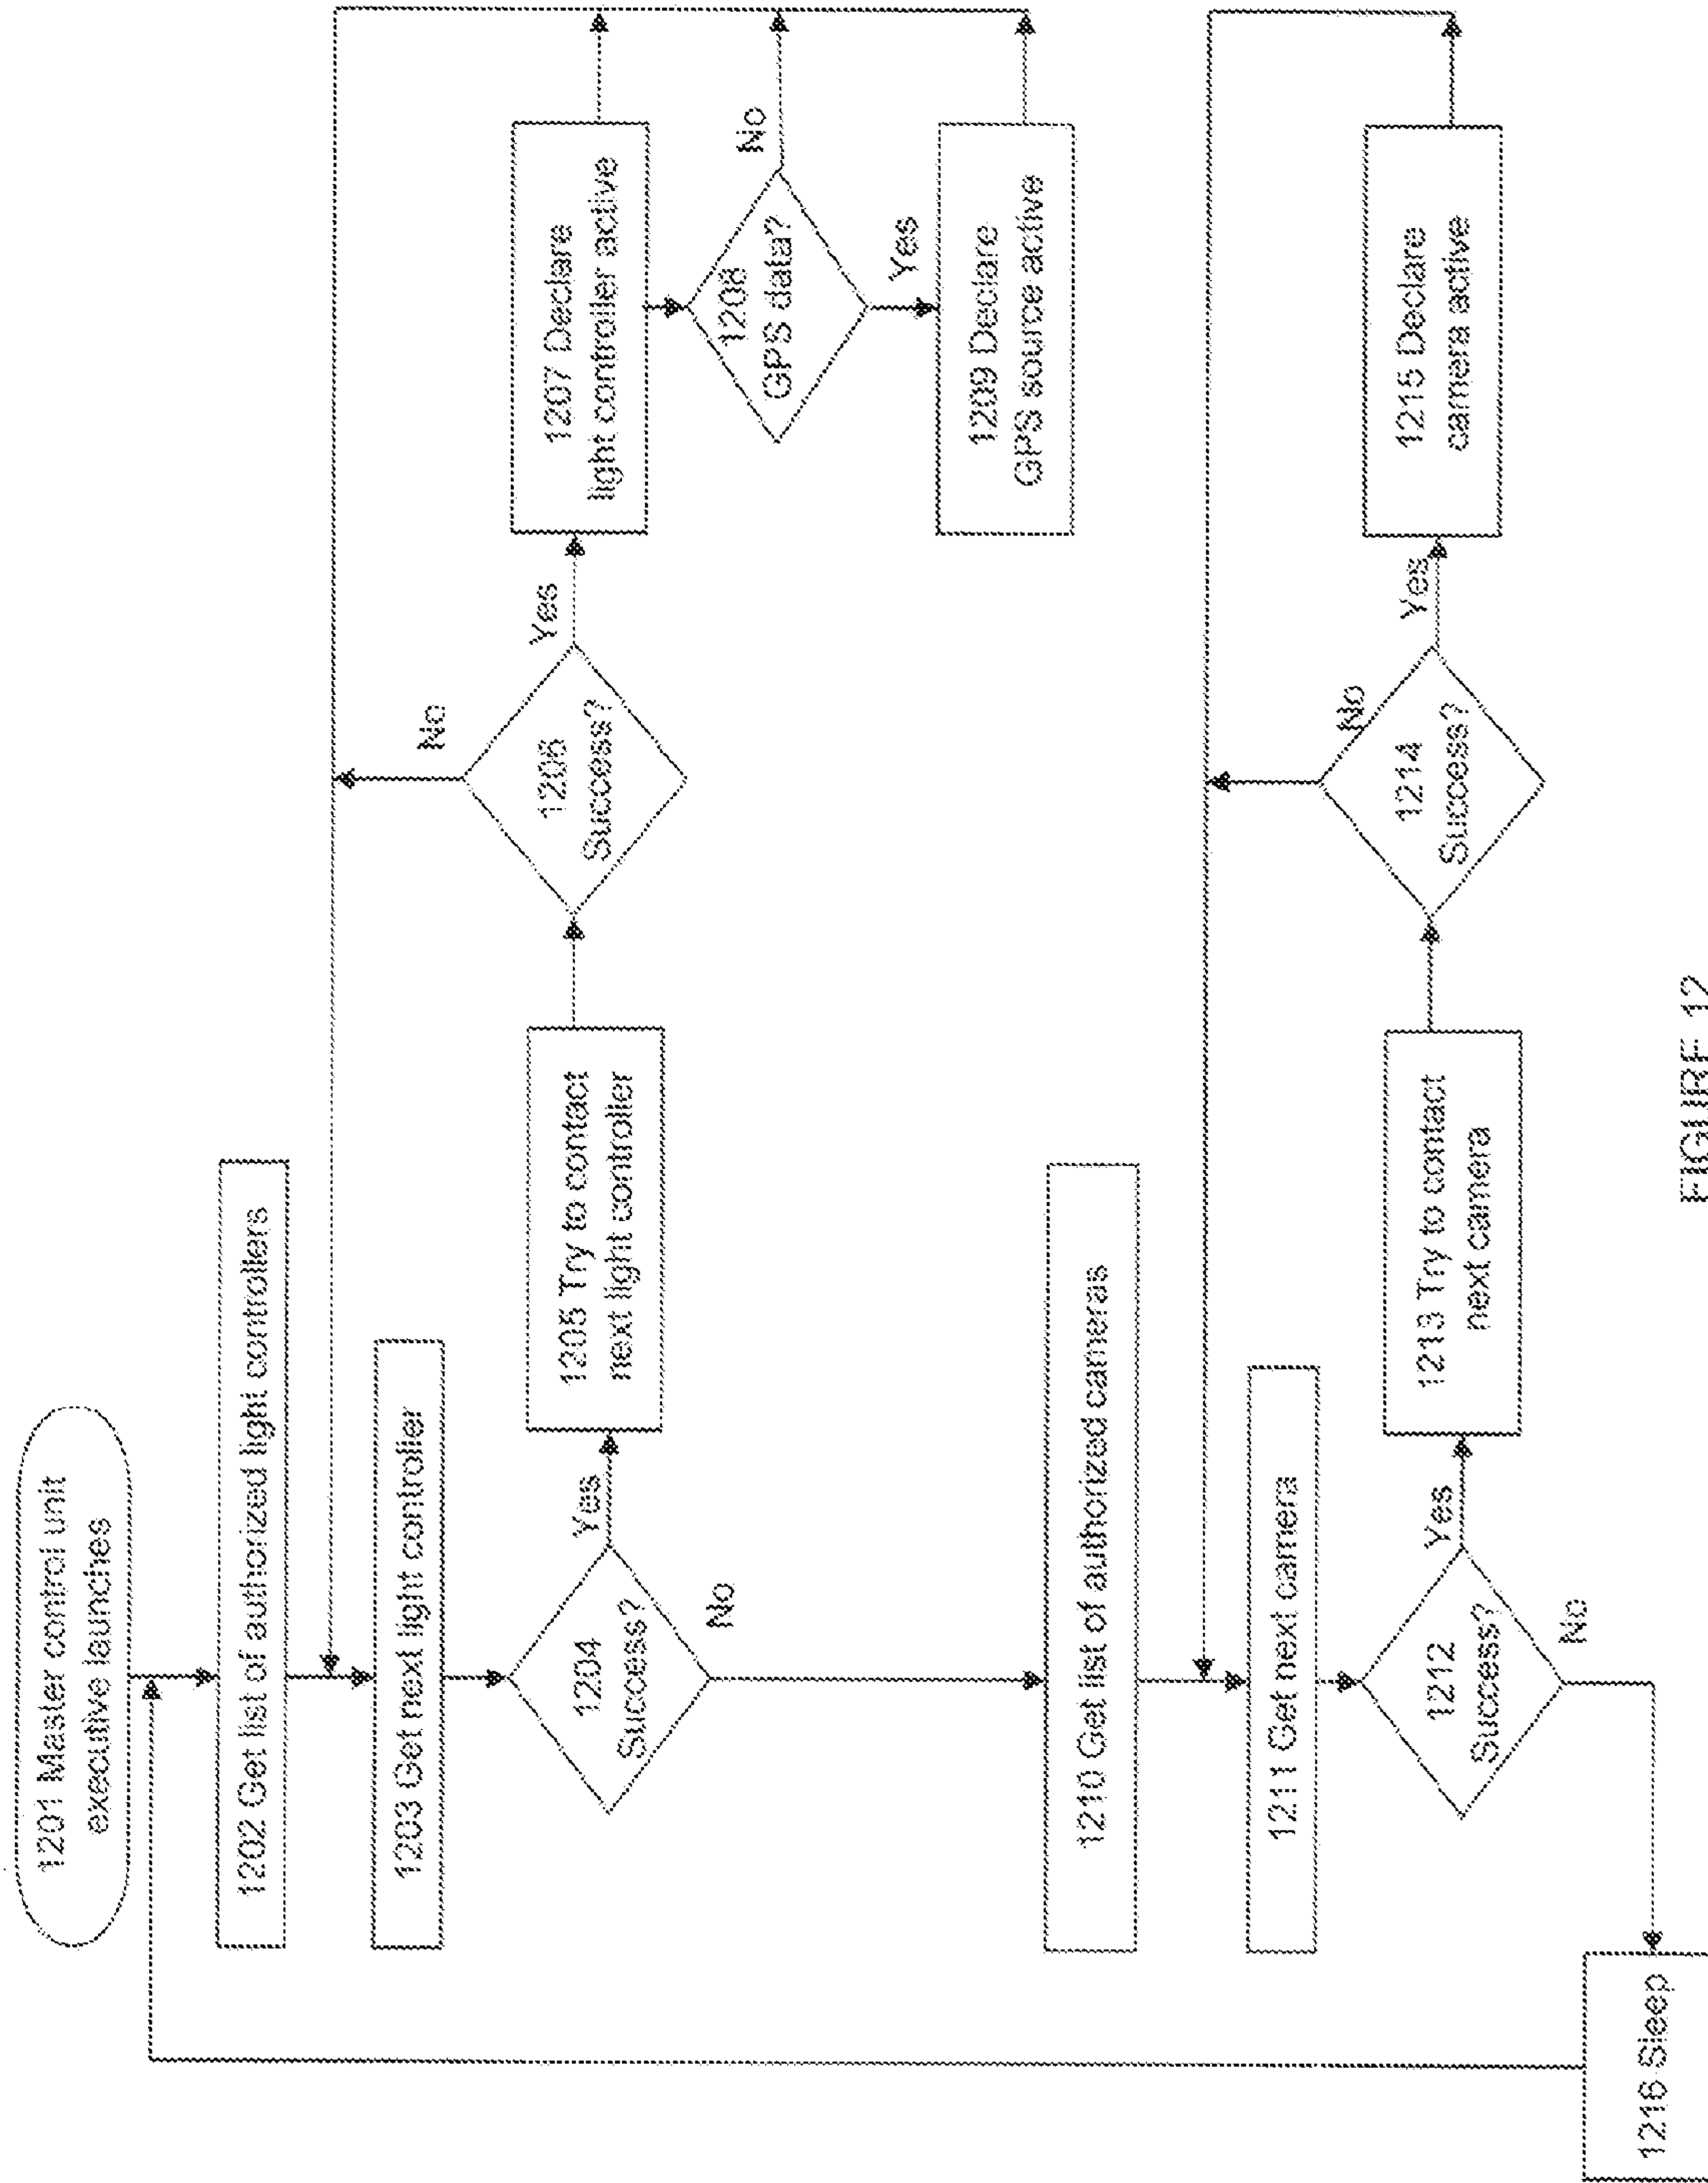 1201 Master control unit
executive launches
1202 Get list of authorized light controllers
1203 Get next light controller
1204
Success?
Yes
No
1205 Try to contact
next light controller
1206
Success?
No
Yes
1207 Declare
light controller active
1208
GPS data?
No
Yes
1209 Declare
GPS source active
1210 Get list of authorized cameras
1211 Get next camera
1212
Success?
Yes
No
1213 Try to contact
next camera
1214
Success?
No
Yes
1215 Declare
camera active
1216 Sleep
FIGURE 12